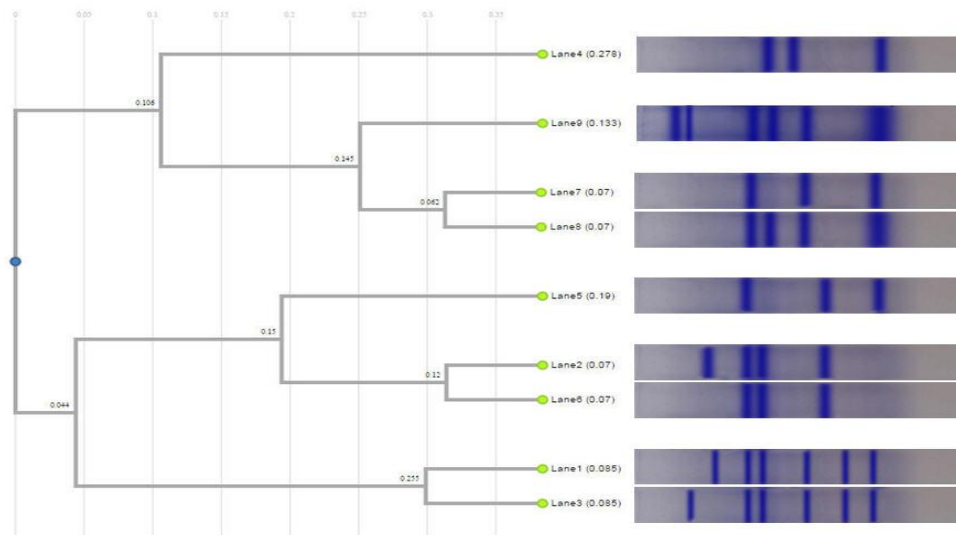 0 0.05 0.1 0.15 0.2 0.25 0.3 0.35
Lane4 (0.278)
0.106
Lane9 (0.133)
0.145
Lane7 (0.07)
0.062
Lane8 (0.07)
Lane5 (0.19)
0.15
Lane2 (0.07)
0.12
Lane6 (0.07)
0.044
Lane1 (0.085)
0.255
Lane3 (0.085)